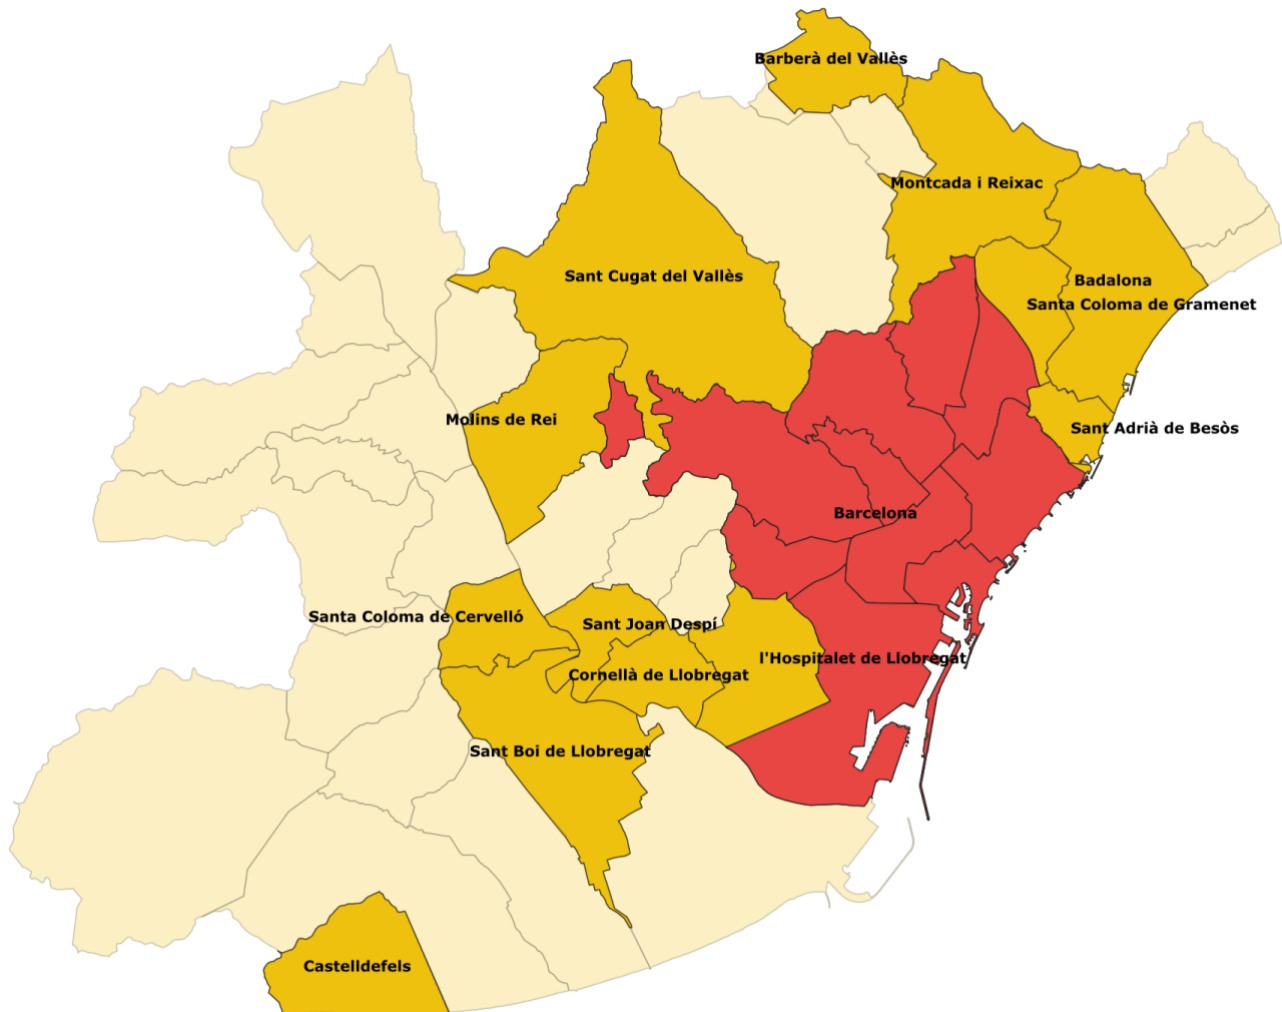 Barberà del Vallès
Montcada i Reixac
Sant Cugat del Vallès
Badalona
Santa Coloma de Gramenet
Molins de Rei
Sant Adrià de Besòs
Barcelona
Santa Coloma de Cervelló
Sant Joan Despí
l'Hospitalet de Llobregat
Cornellà de Llobregat
Sant Boi de Llobregat
Castelldefels